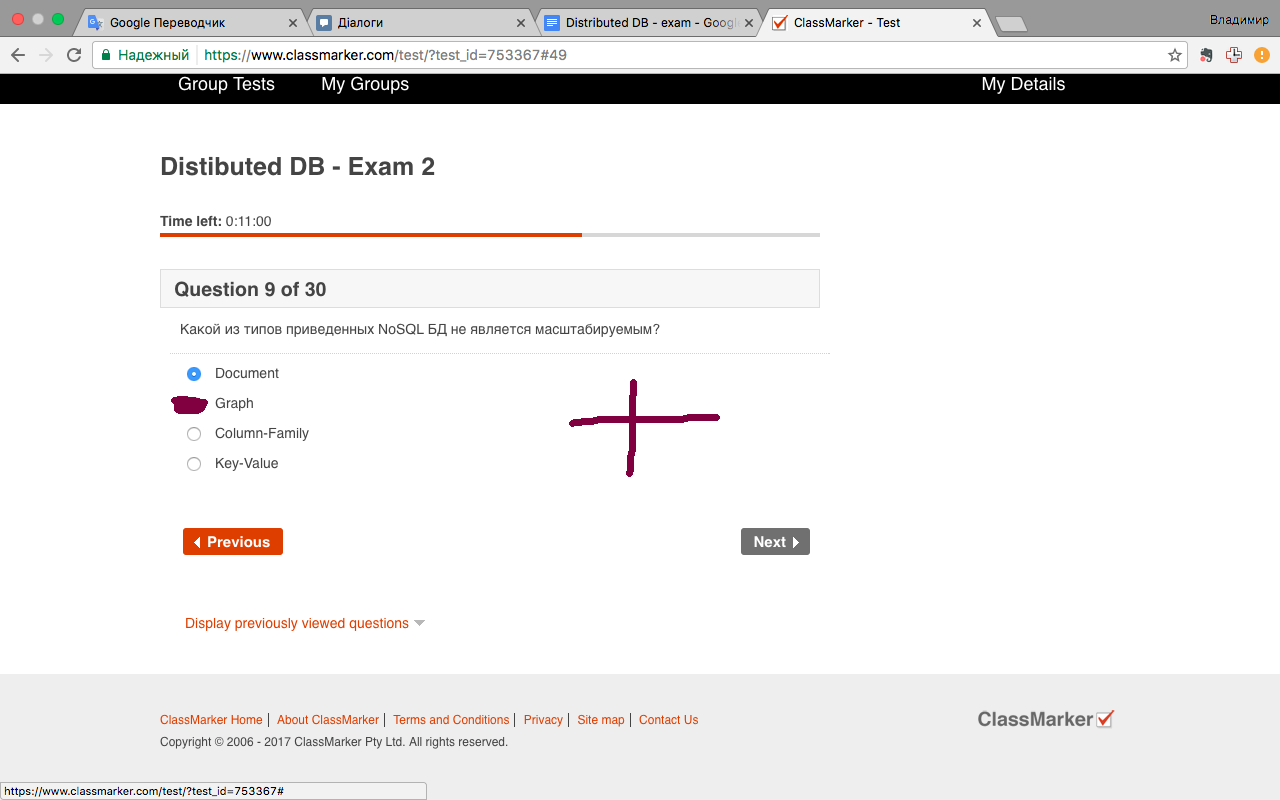 Google Переводчик
Діалоги
Distributed DB - exam - Googl
ClassMarker - Test
Владимир
Надежный
https://www.classmarker.com/test/?test_id=753367#49
Group Tests
My Groups
My Details
Distibuted DB - Exam 2
Time left: 0:11:00
Question 9 of 30
Какой из типов приведенных NoSQL БД не является масштабируемым?
Document
Graph
Column-Family
Key-Value
Previous
Next
Display previously viewed questions
ClassMarker Home | About ClassMarker | Terms and Conditions | Privacy | Site map | Contact Us
ClassMarker
Copyright © 2006 - 2017 ClassMarker Pty Ltd. All rights reserved.
https://www.classmarker.com/test/?test_id=753367#